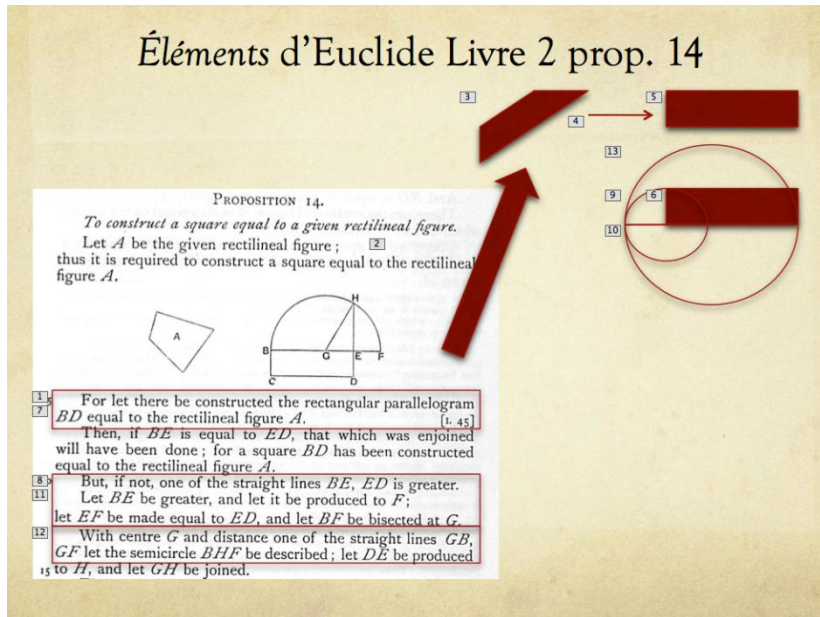 Éléments d'Euclide Livre 2 prop. 14
3
5
4
13
9
6
10
PROPOSITION 14.
To construct a square equal to a given rectilineal figure.
Let A be the given rectilineal figure; 2
thus it is required to construct a square equal to the rectilineal
figure A.
H
A
B G E F
C D
1 For let there be constructed the rectangular parallelogram
7 BD equal to the rectilineal figure A. [I. 45]
Then, if BE is equal to ED, that which was enjoined
will have been done; for a square BD has been constructed
equal to the rectilineal figure A.
8 But, if not, one of the straight lines BE, ED is greater.
11 Let BE be greater, and let it be produced to F;
let EF be made equal to ED, and let BF be bisected at G.
12 With centre G and distance one of the straight lines GB,
GF let the semicircle BHF be described; let DE be produced
15 to H, and let GH be joined.